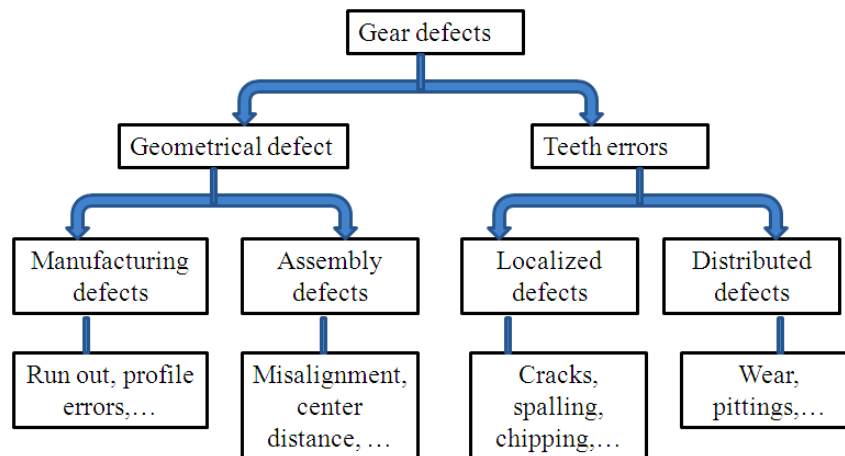 Gear defects
Geometrical defect
Teeth errors
Manufacturing
defects
Assembly
defects
Localized
defects
Distributed
defects
Run out, profile
errors,…
Misalignment,
center
distance, …
Cracks,
spalling,
chipping,…
Wear,
pittings,…